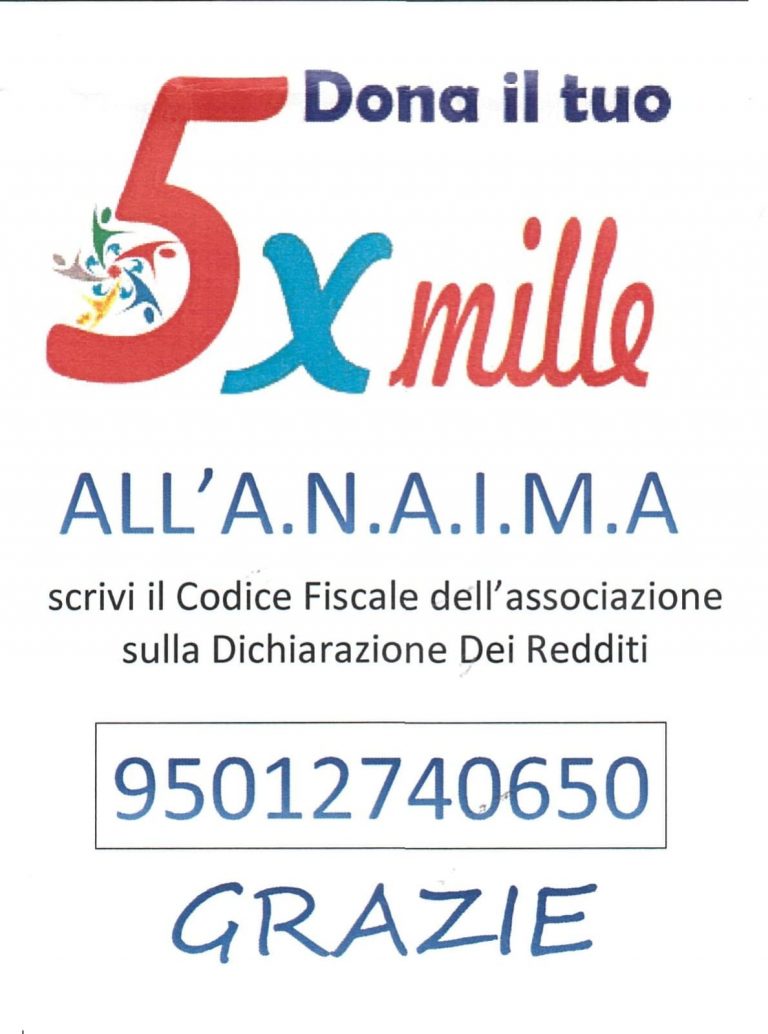 Dona il tuo
5x mille
ALL'A.N.A.I.M.A
scrivi il Codice Fiscale dell'associazione
sulla Dichiarazione Dei Redditi
95012740650
GRAZIE